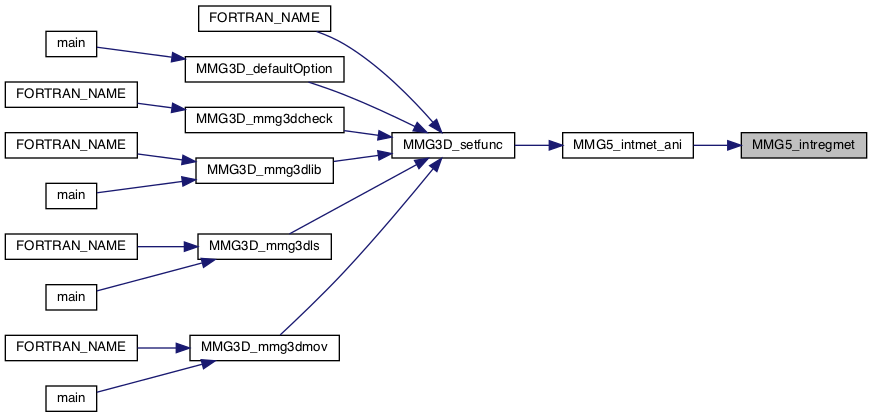 FORTRAN_NAME
main
MMG3D_defaultOption
FORTRAN_NAME
MMG3D_mmg3dcheck
FORTRAN_NAME
MMG3D_setfunc
MMG5_intmet_ani
MMG5_intregmet
MMG3D_mmg3dlib
main
FORTRAN_NAME
MMG3D_mmg3dls
main
FORTRAN_NAME
MMG3D_mmg3dmov
main